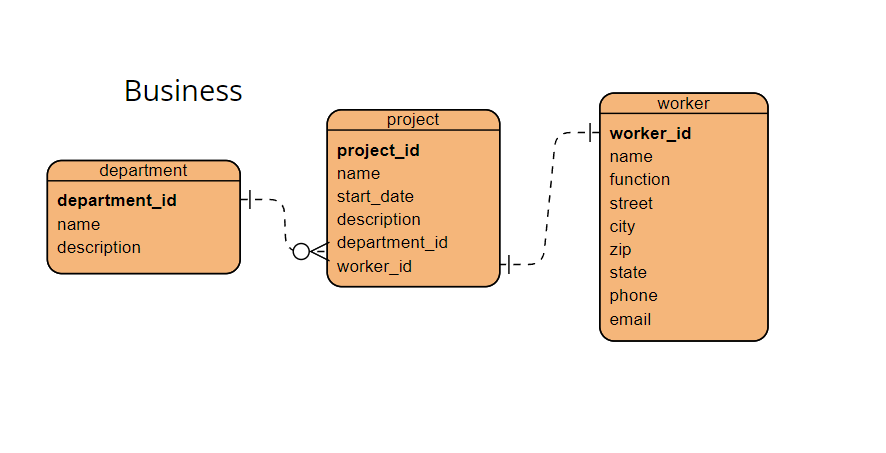 Business
department
department_id
name
description
project
project_id
name
start_date
description
department_id
worker_id
worker
worker_id
name
function
street
city
zip
state
phone
email